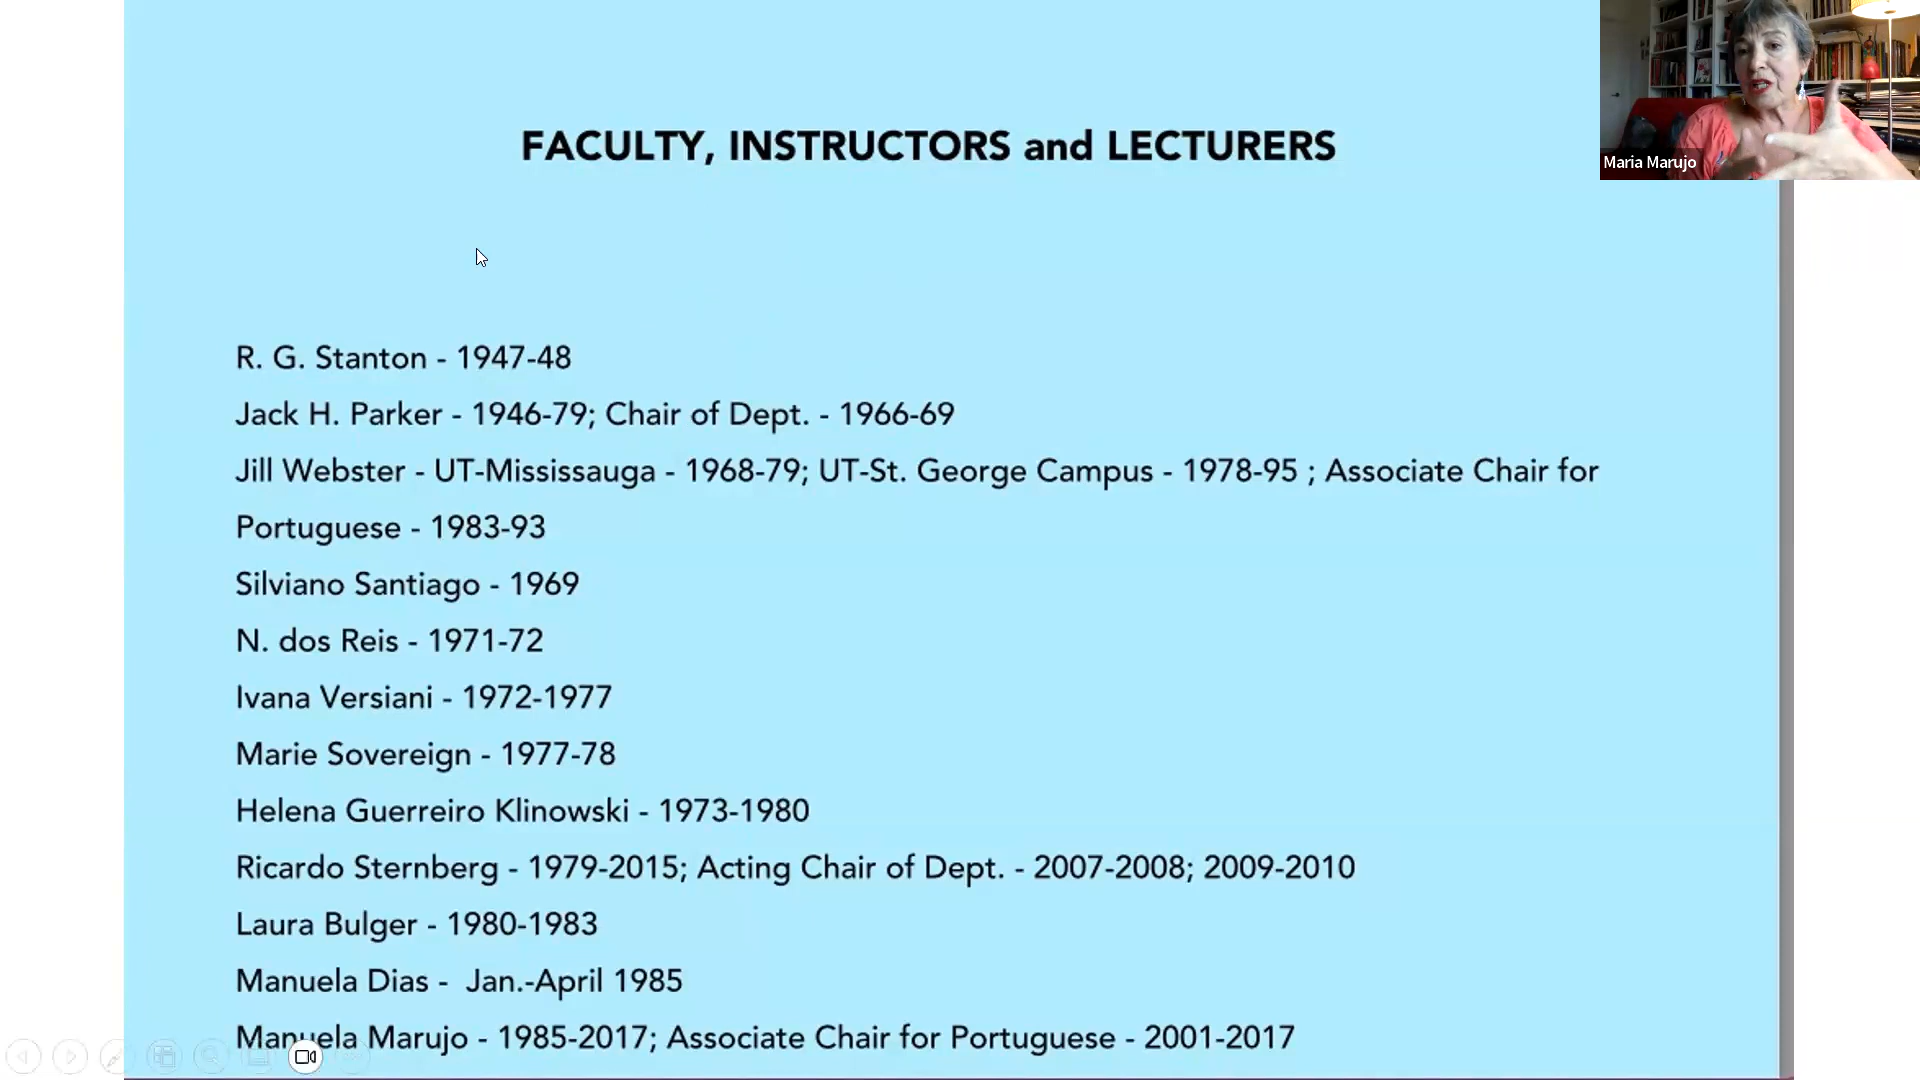 FACULTY, INSTRUCTORS and LECTURERS
Maria Marujo
R. G. Stanton - 1947-48
Jack H. Parker - 1946-79; Chair of Dept. - 1966-69
Jill Webster - UT-Mississauga - 1968-79; UT-St. George Campus - 1978-95 ; Associate Chair for
Portuguese - 1983-93
Silviano Santiago - 1969
N. dos Reis - 1971-72
Ivana Versiani - 1972-1977
Marie Sovereign - 1977-78
Helena Guerreiro Klinowski - 1973-1980
Ricardo Sternberg - 1979-2015; Acting Chair of Dept. - 2007-2008; 2009-2010
Laura Bulger - 1980-1983
Manuela Dias -  Jan.-April 1985
Manuela Marujo - 1985-2017; Associate Chair for Portuguese - 2001-2017